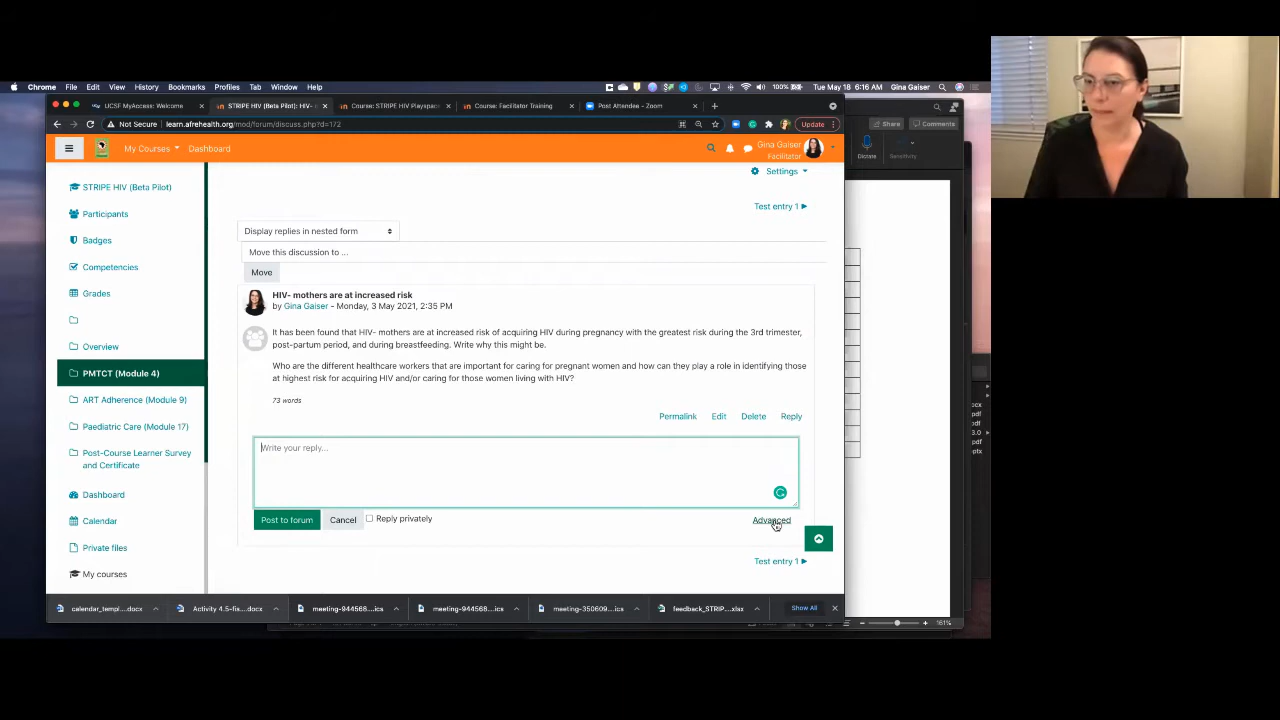 Chrome File Edit View History Bookmarks Profiles Tab Window Help 100% Tue May 18 6:16 AM Gina Gaiser
UCSF MyAccess: Welcome × STRIPE HIV (Beta Pilot): HIV- × Course: STRIPE HIV Playspace × Course: Facilitator Training × Post Attendee - Zoom ×
Not Secure | learn.afrehealth.org/mod/forum/discuss.php?d=172 Update
Share Comments
Dictate Sensitivity
My Courses Dashboard Gina Gaiser
Facilitator
Settings
STRIPE HIV (Beta Pilot)
Participants
Badges
Competencies
Grades
Overview
PMTCT (Module 4)
ART Adherence (Module 9)
Paediatric Care (Module 17)
Post-Course Learner Survey
and Certificate
Dashboard
Calendar
Private files
My courses
Test entry 1 ►
Display replies in nested form
Move this discussion to ...
Move
HIV- mothers are at increased risk
by Gina Gaiser - Monday, 3 May 2021, 2:35 PM
It has been found that HIV- mothers are at increased risk of acquiring HIV during pregnancy with the greatest risk during the 3rd trimester,
post-partum period, and during breastfeeding. Write why this might be.
Who are the different healthcare workers that are important for caring for pregnant women and how can they play a role in identifying those
at highest risk for acquiring HIV and/or caring for those women living with HIV?
73 words
Permalink Edit Delete Reply
Write your reply...
Post to forum Cancel Reply privately Advanced
Test entry 1 ►
calendar_templ....docx Activity 4.5-fis....docx meeting-944568....ics meeting-944568....ics meeting-350609....ics feedback_STRIP....xlsx Show All
161%
ocx
pdf
pdf
3.0
ptx